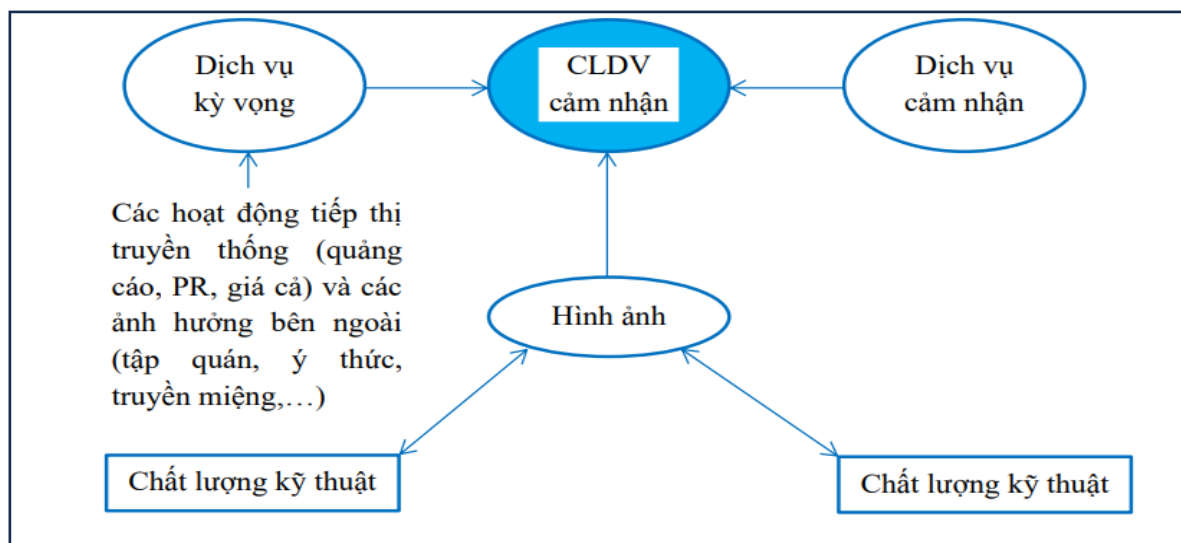 Dịch vụ
kỳ vọng
CLDV
cảm nhận
Dịch vụ
cảm nhận
Các hoạt động tiếp thị
truyền thống (quảng
cáo, PR, giá cả) và các
ảnh hưởng bên ngoài
(tập quán, ý thức,
truyền miệng,…)
Hình ảnh
Chất lượng kỹ thuật
Chất lượng kỹ thuật